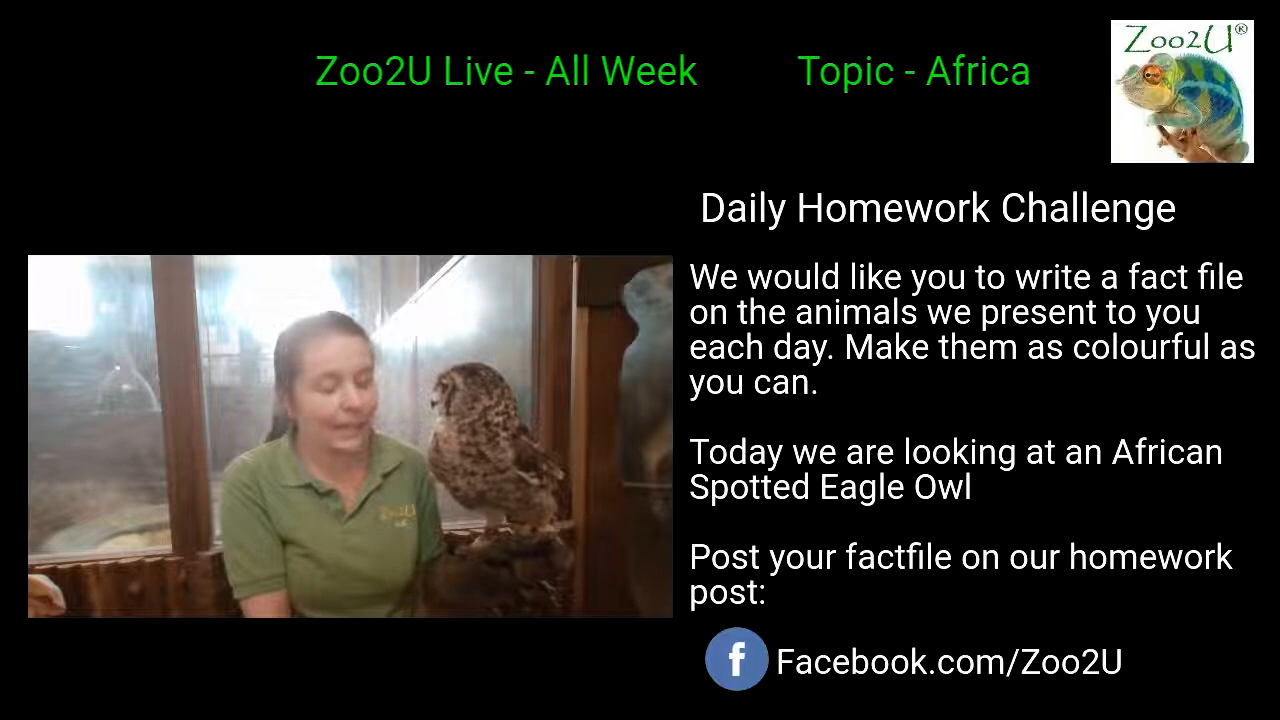 Zoo2U®
Zoo2U Live - All Week Topic - Africa
Daily Homework Challenge
We would like you to write a fact file
on the animals we present to you
each day. Make them as colourful as
you can.
Today we are looking at an African
Spotted Eagle Owl
Post your factfile on our homework
post:
f Facebook.com/Zoo2U
Zoo2U